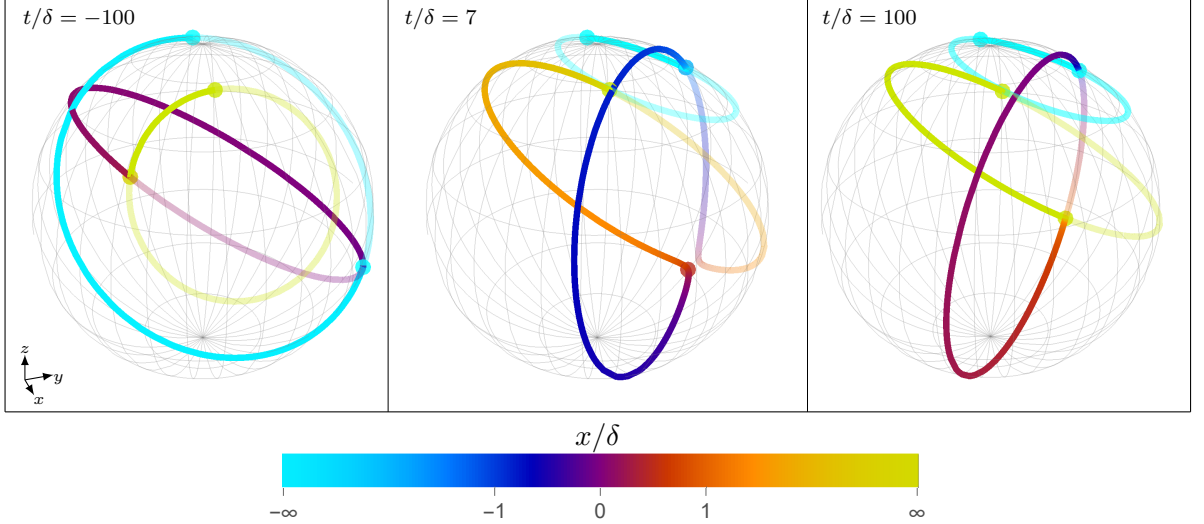 t/δ = −100
t/δ = 7
t/δ = 100
z
y
x
x/δ
−∞
−1
0
1
∞